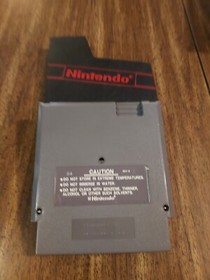 Nintendo®
CAUTION
•DO NOT STORE IN EXTREME TEMPERATURES.
•DO NOT IMMERSE IN WATER.
•DO NOT CLEAN WITH BENZENE, THINNER,
ALCOHOL OR OTHER SUCH SOLVENTS.
Nintendo®